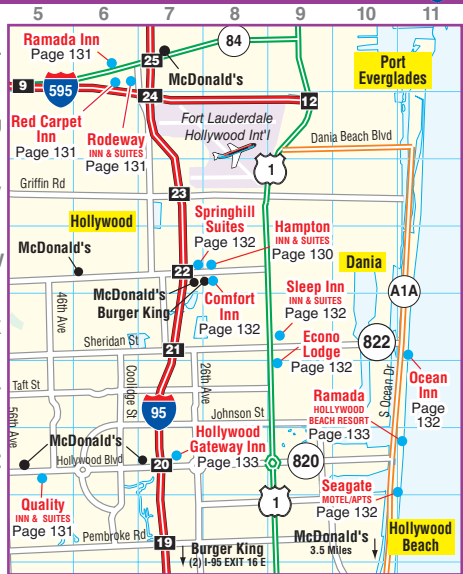 5 6 7 8 9 10 11
Ramada Inn
Page 131
84
25
McDonald's
Port
Everglades
9
595
24
12
Red Carpet
Inn
Page 131
Rodeway
INN & SUITES
Page 131
Fort Lauderdale
Hollywood Int'l
Dania Beach Blvd
1
Griffin Rd
23
Hollywood
Springhill
Suites
Page 132
Hampton
INN & SUITES
Page 130
McDonald's
Dania
22
McDonald's
Burger King
Comfort
Inn
Page 132
Sleep Inn
INN & SUITES
Page 132
A1A
46th Ave
Sheridan St
21
Econo
Lodge
Page 132
822
Taft St
Coolidge St
26th Ave
S Ocean Dr
Ocean
Inn
Page
132
95
Johnson St
Ramada
HOLLYWOOD
BEACH RESORT
Page 133
56th Ave
McDonald's
Hollywood
Gateway Inn
Page 133
Hollywood Blvd
20
820
Quality
INN & SUITES
Page 131
1
Seagate
MOTEL/APTS
Page 132
Pembroke Rd
19
Burger King
(2) I-95 EXIT 16 E
McDonald's
3.5 Miles
Hollywood
Beach